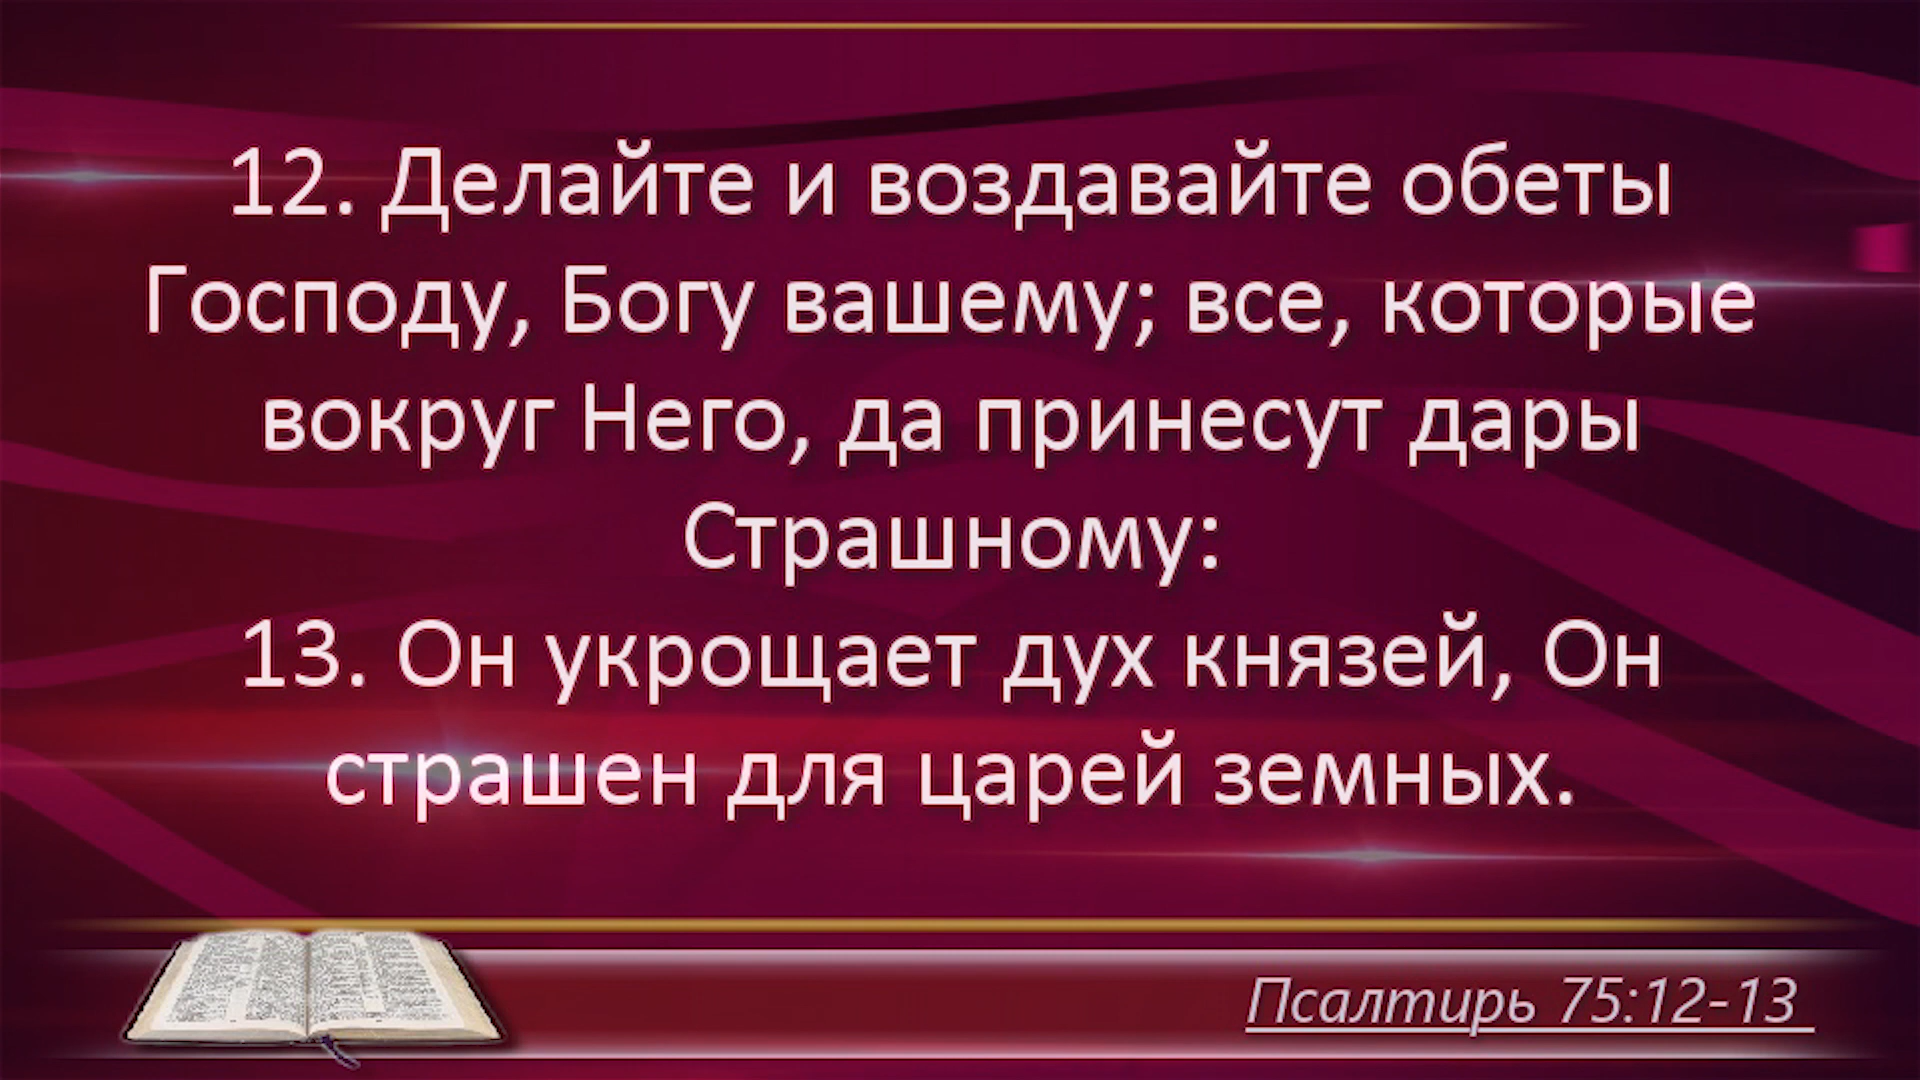 12. Делайте и воздавайте обеты
Господу, Богу вашему; все, которые
вокруг Него, да принесут дары
Страшному:
13. Он укрощает дух князей, Он
страшен для царей земных.
Псалтирь 75:12-13